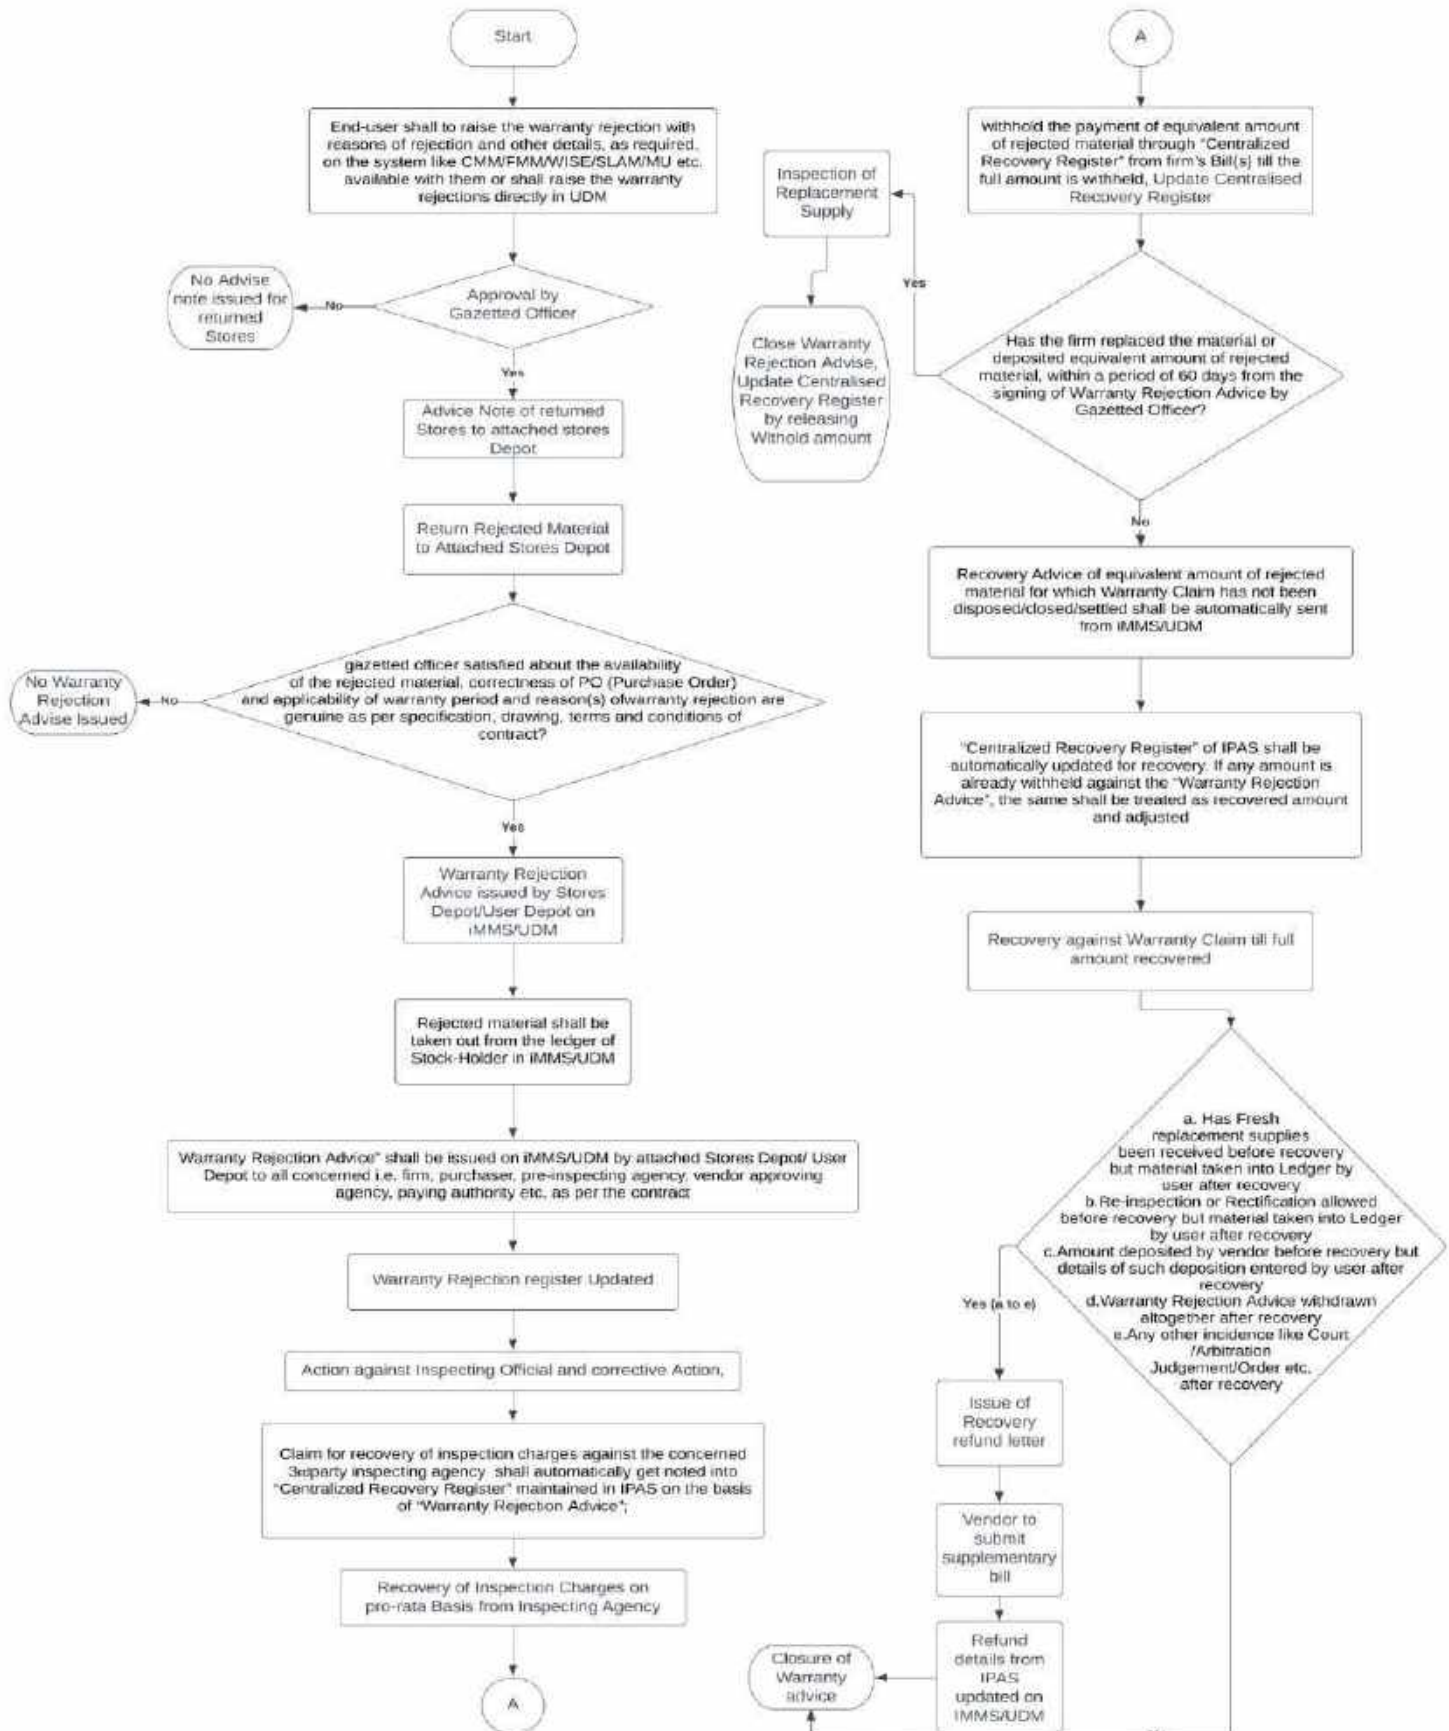 Start
End-user shall to raise the warranty rejection with
reasons of rejection and other details, as required,
on the system like CMM/FMM/WISE/SLAM/MU etc.
available with them or shall raise the warranty
rejections directly in UDM
No Advise
note issued for
returned
Stores
No
Approval by
Gazetted Officer
Yes
Advice Note of returned
Stores to attached stores
Depot
Return Rejected Material
to Attached Stores Depot
No Warranty
Rejection
Advise Issued
No
gazetted officer satisfied about the availability
of the rejected material, correctness of PO (Purchase Order)
and applicability of warranty period and reason(s) ofwarranty rejection are
genuine as per specification, drawing, terms and conditions of
contract?
Yes
Warranty Rejection
Advice issued by Stores
Depot/User Depot on
iMMS/UDM
Rejected material shall be
taken out from the ledger of
Stock-Holder in iMMS/UDM
Warranty Rejection Advice" shall be issued on iMMS/UDM by attached Stores Depot/ User
Depot to all concerned i.e. firm, purchaser, pre-inspecting agency, vendor approving
agency, paying authority etc. as per the contract
Warranty Rejection register Updated
Action against Inspecting Official and corrective Action,
Claim for recovery of inspection charges against the concerned
3rdparty inspecting agency shall automatically get noted into
"Centralized Recovery Register" maintained in IPAS on the basis
of "Warranty Rejection Advice";
Recovery of Inspection Charges on
pro-rata Basis from Inspecting Agency
A
A
withhold the payment of equivalent amount
of rejected material through "Centralized
Recovery Register" from firm's Bill(s) till the
full amount is withheld, Update Centralised
Recovery Register
Inspection of
Replacement
Supply
Yes
Close Warranty
Rejection Advise,
Update Centralised
Recovery Register
by releasing
Withold amount
Has the firm replaced the material or
deposited equivalent amount of rejected
material, within a period of 60 days from the
signing of Warranty Rejection Advice by
Gazetted Officer?
No
Recovery Advice of equivalent amount of rejected
material for which Warranty Claim has not been
disposed/closed/settled shall be automatically sent
from iMMS/UDM
"Centralized Recovery Register" of IPAS shall be
automatically updated for recovery. If any amount is
already withheld against the "Warranty Rejection
Advice", the same shall be treated as recovered amount
and adjusted
Recovery against Warranty Claim till full
amount recovered
a. Has Fresh
replacement supplies
been received before recovery
but material taken into Ledger by
user after recovery
b.Re-inspection or Rectification allowed
before recovery but material taken into Ledger
by user after recovery
c.Amount deposited by vendor before recovery but
details of such deposition entered by user after
recovery
d.Warranty Rejection Advice withdrawn
altogether after recovery
e.Any other incidence like Court
/Arbitration
Judgement/Order etc.
after recovery
Yes (a to e)
Issue of
Recovery
refund letter
Vendor to
submit
supplementary
bill
Refund
details from
IPAS
updated on
IMMS/UDM
Closure of
Warranty
advice